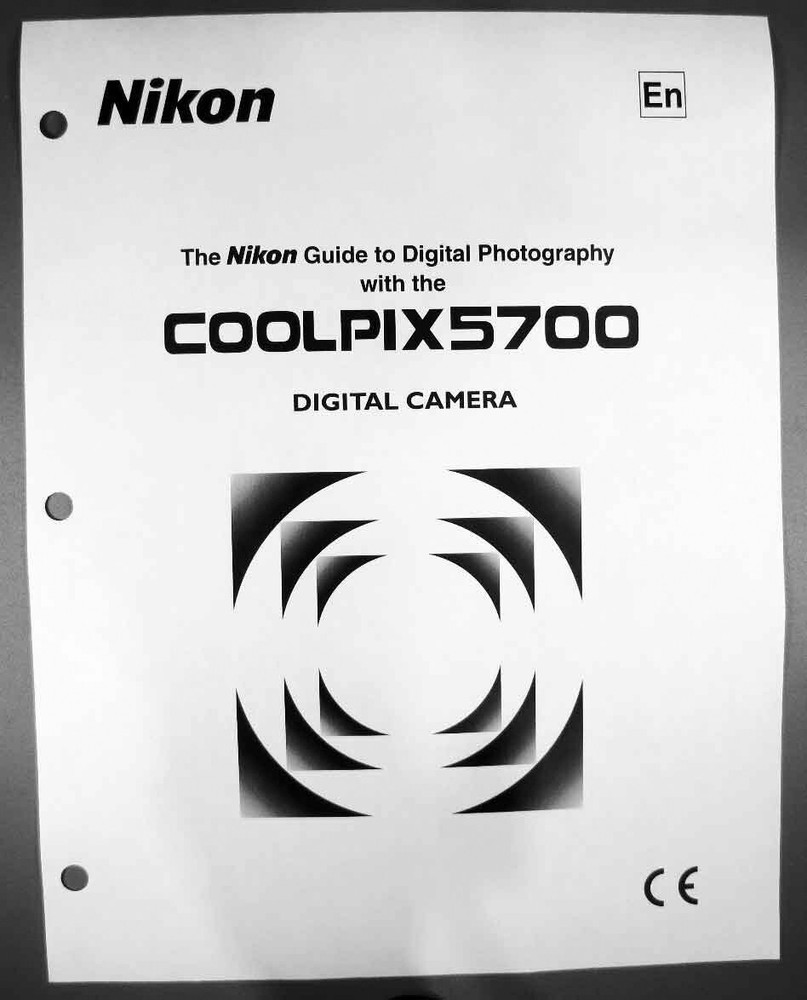 Nikon
En
The Nikon Guide to Digital Photography
with the
COOLPIX5700
DIGITAL CAMERA
CE